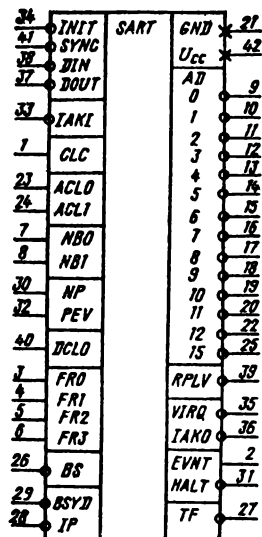 34 INIT SART GND 21
41 SYNC Ucc 42
38 DIN AD
37 DOUT 0 9
1 10
33 IAKI 2 11
3 12
1 CLC 4 13
5 14
23 ACLO 6 15
24 ACLI 7 16
7 NBO 8 17
8 NBI 9 18
30 NP 10 19
32 PEV 11 20
12 22
40 DCLO 15 25
3 FR0 RPLV 39
4 FR1
5 FR2 VIRQ 35
6 FR3 IAKO 36
26 BS EVNT 2
HALT 31
29 BSYD
28 IP TF 27